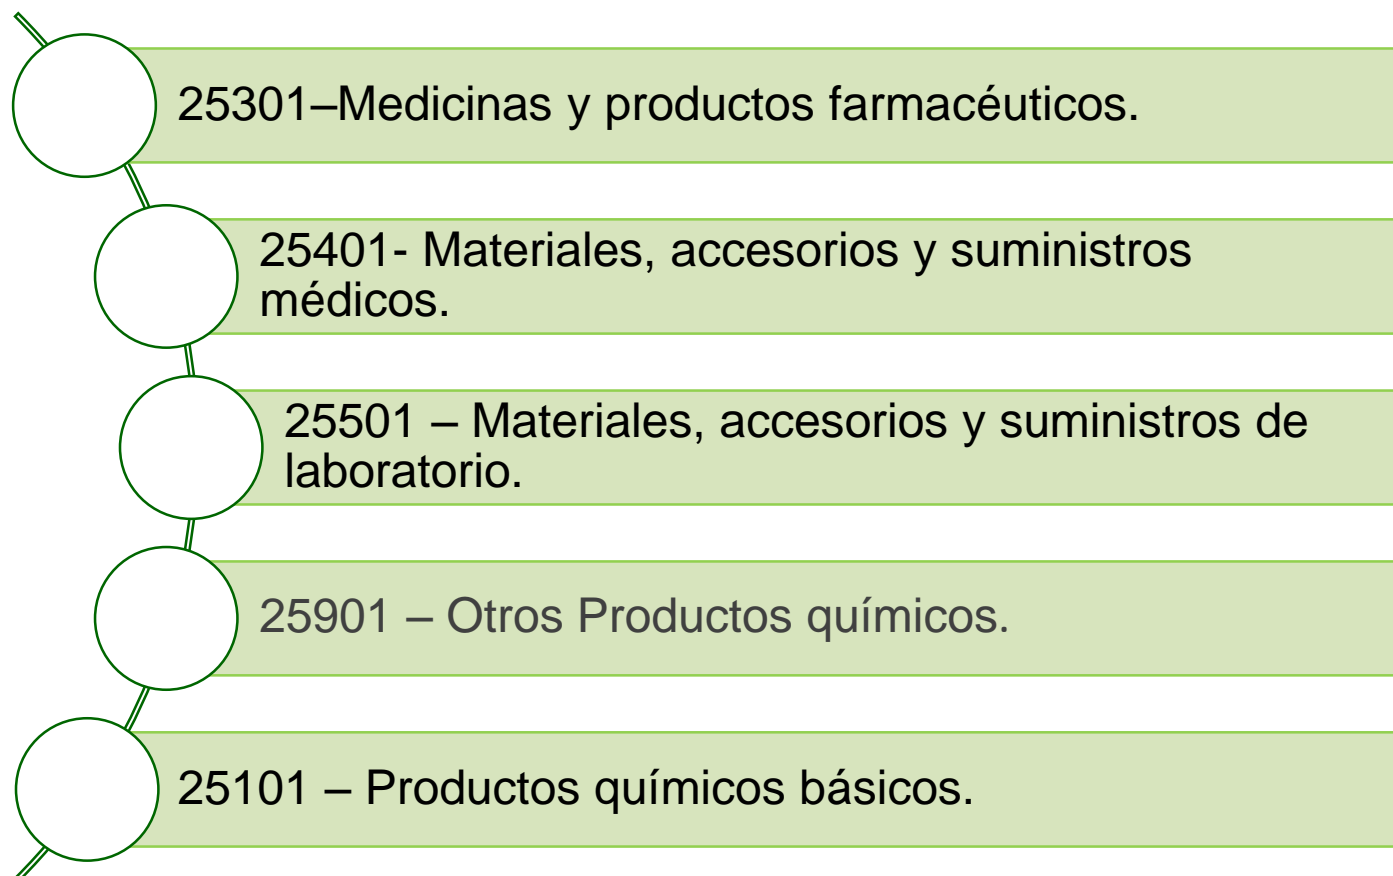 25301–Medicinas y productos farmacéuticos.
25401- Materiales, accesorios y suministros
médicos.
25501 – Materiales, accesorios y suministros de
laboratorio.
25901 – Otros Productos químicos.
25101 – Productos químicos básicos.